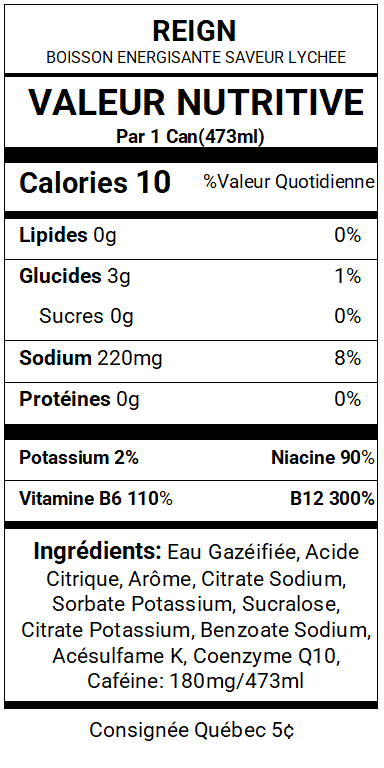 REIGN
BOISSON ENERGISANTE SAVEUR LYCHEE
VALEUR NUTRITIVE
Par 1 Can(473ml)
Calories 10 %Valeur Quotidienne
Lipides 0g 0%
Glucides 3g 1%
Sucres 0g 0%
Sodium 220mg 8%
Protéines 0g 0%
Potassium 2% Niacine 90%
Vitamine B6 110% B12 300%
Ingrédients: Eau Gazéifiée, Acide
Citrique, Arôme, Citrate Sodium,
Sorbate Potassium, Sucralose,
Citrate Potassium, Benzoate Sodium,
Acésulfame K, Coenzyme Q10,
Caféine: 180mg/473ml
Consignée Québec 5¢